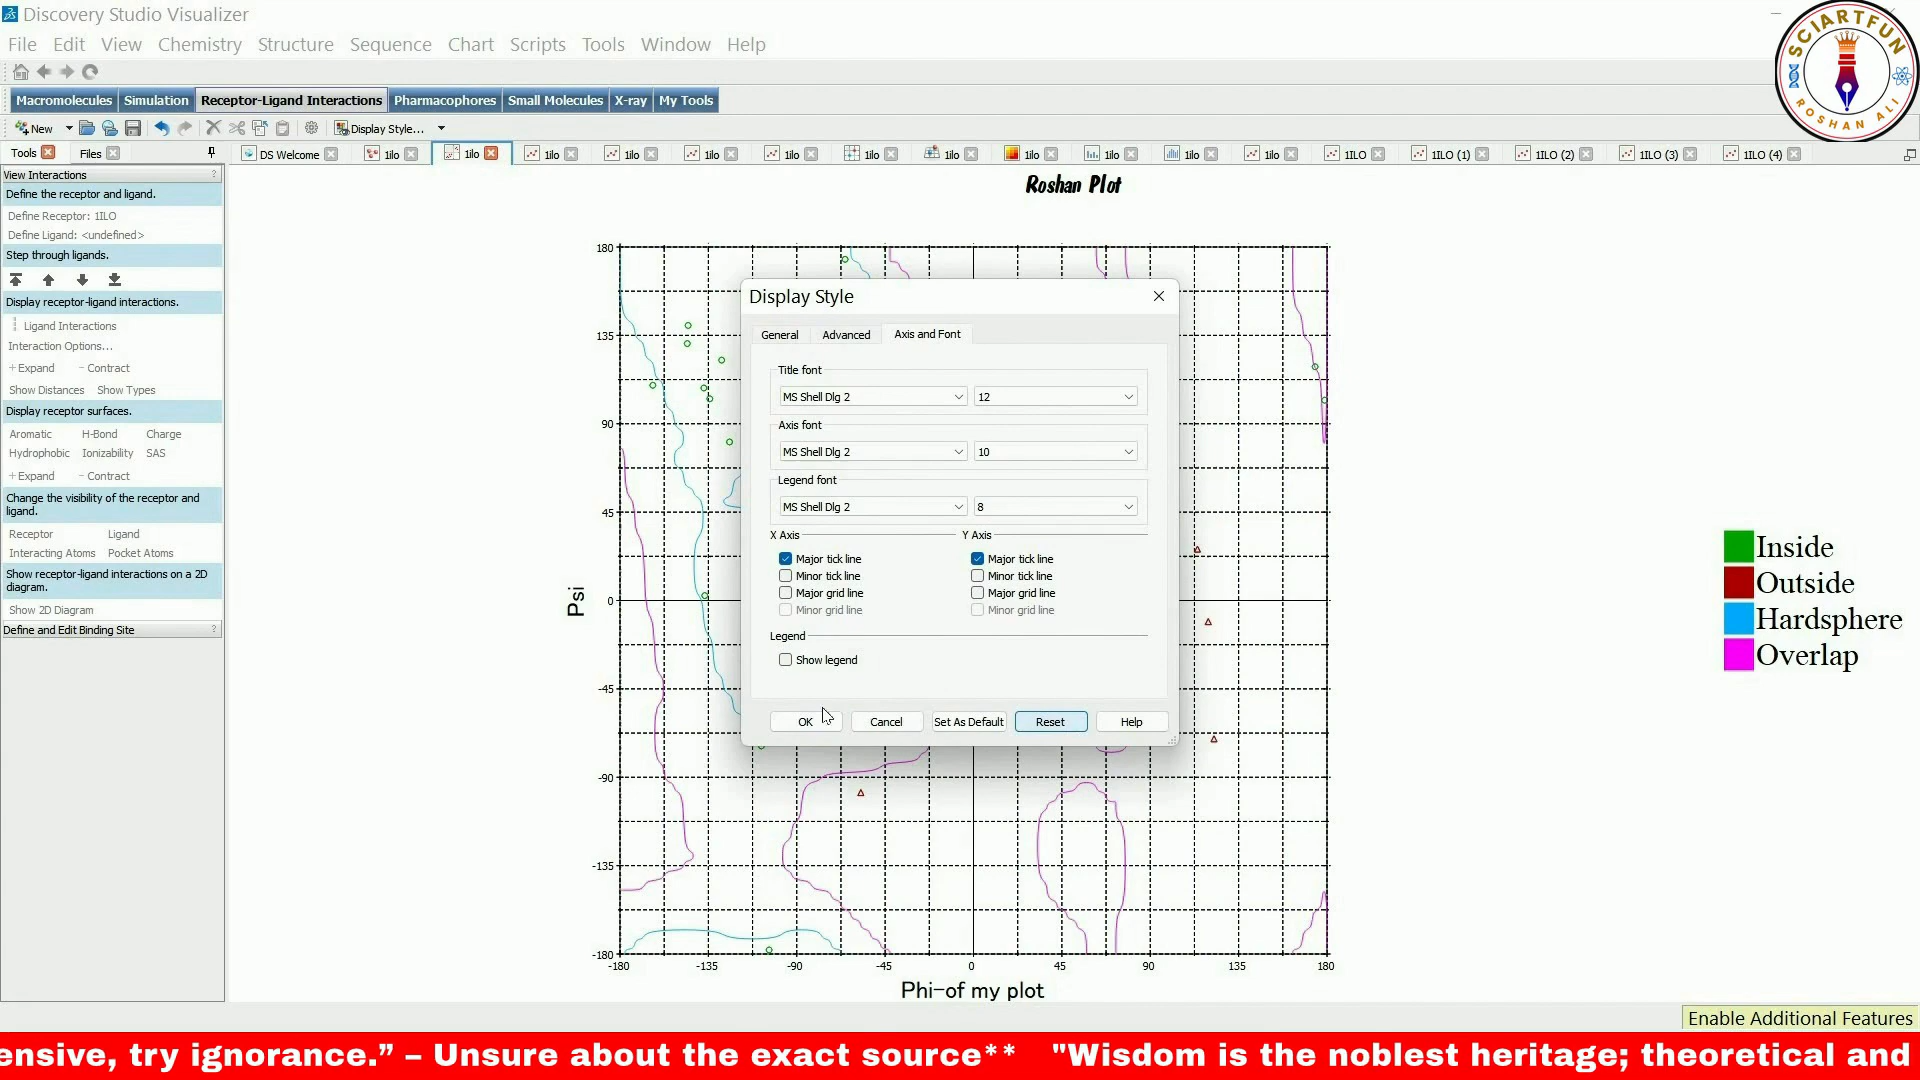 Discovery Studio Visualizer
File Edit View Chemistry Structure Sequence Chart Scripts Tools Window Help
SCIARTFUN
ROSHAN ALI
Macromolecules Simulation Receptor-Ligand Interactions Pharmacophores Small Molecules X-ray My Tools
New Display Style...
Tools Files DS Welcome 1ilo 1ilo 1ilo 1ilo 1ilo 1ilo 1ilo 1ilo 1ilo 1ilo 1ilo 1ilo 1ILO 1ILO (1) 1ILO (2) 1ILO (3) 1ILO (4)
View Interactions ?
Define the receptor and ligand.
Define Receptor: 1ILO
Define Ligand: <undefined>
Step through ligands.
Display receptor-ligand interactions.
Ligand Interactions
Interaction Options...
+Expand -Contract
Show Distances Show Types
Display receptor surfaces.
Aromatic H-Bond Charge
Hydrophobic Ionizability SAS
+Expand -Contract
Change the visibility of the receptor and
ligand.
Receptor Ligand
Interacting Atoms Pocket Atoms
Show receptor-ligand interactions on a 2D
diagram.
Show 2D Diagram
Define and Edit Binding Site ?
Roshan Plot
180
135
90
45
0
-45
-90
-135
-180
Psi
-180 -135 -90 -45 0 45 90 135 180
Phi-of my plot
Display Style
General Advanced Axis and Font
Title font
MS Shell Dlg 2 12
Axis font
MS Shell Dlg 2 10
Legend font
MS Shell Dlg 2 8
X Axis Y Axis
Major tick line Major tick line
Minor tick line Minor tick line
Major grid line Major grid line
Minor grid line Minor grid line
Legend
Show legend
OK Cancel Set As Default Reset Help
Inside
Outside
Hardsphere
Overlap
Enable Additional Features
ensive, try ignorance.” – Unsure about the exact source** "Wisdom is the noblest heritage; theoretical and